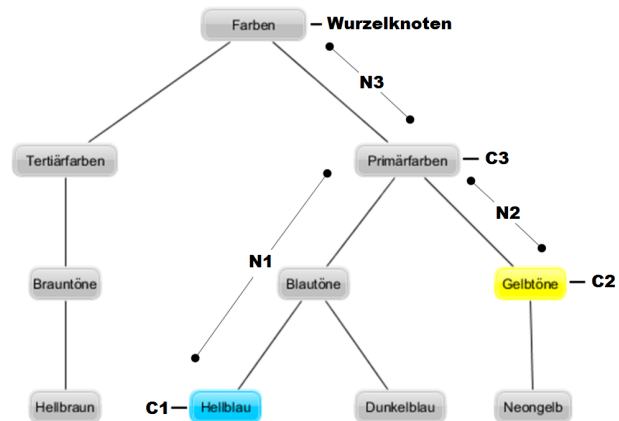 Farben
Wurzelknoten
N3
Tertiärfarben
Primärfarben
C3
N2
N1
Brauntöne
Blautöne
Gelbtöne
C2
C1
Hellbraun
Hellblau
Dunkelblau
Neongelb